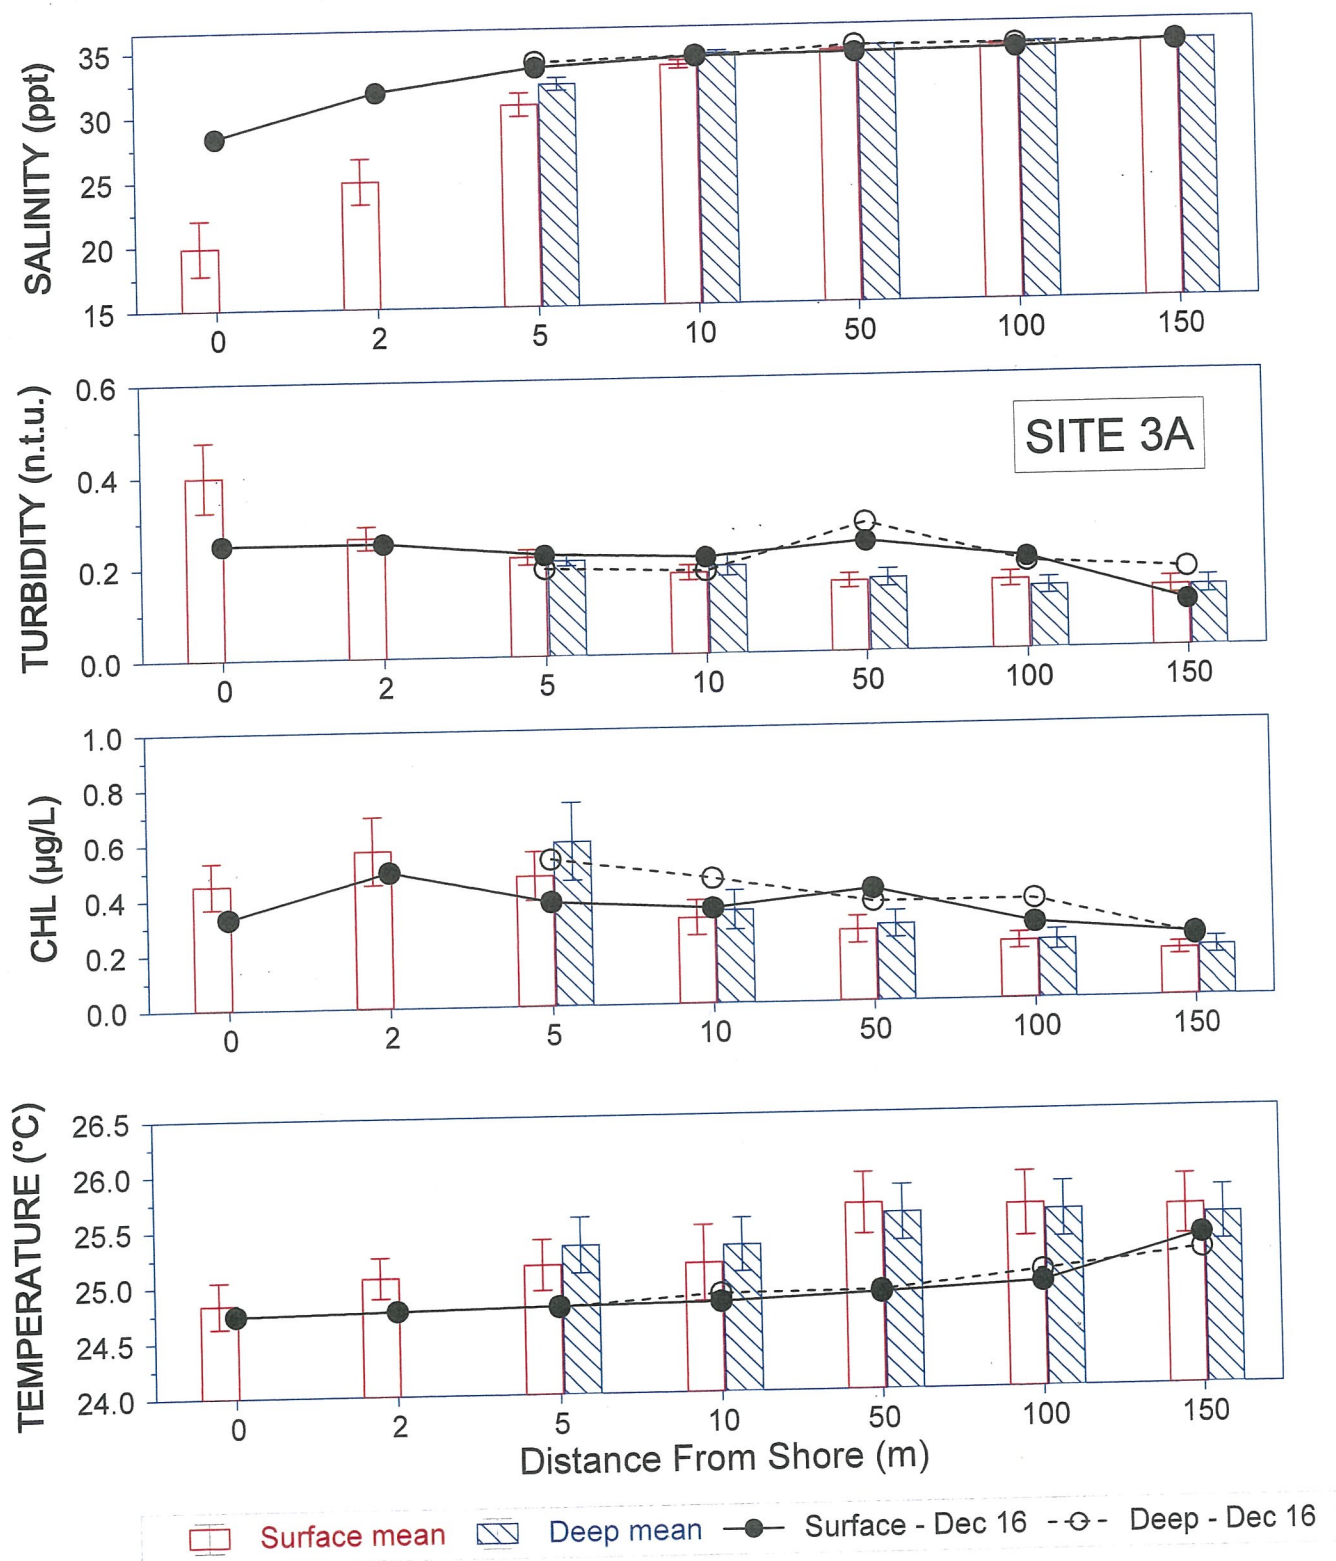 SALINITY (ppt)
35
30
25
20
15
0 2 5 10 50 100 150
TURBIDITY (n.t.u.)
0.6
0.4
0.2
0.0
SITE 3A
0 2 5 10 50 100 150
CHL (µg/L)
1.0
0.8
0.6
0.4
0.2
0.0
0 2 5 10 50 100 150
TEMPERATURE (°C)
26.5
26.0
25.5
25.0
24.5
24.0
0 2 5 10 50 100 150
Distance From Shore (m)
Surface mean Deep mean Surface - Dec 16 Deep - Dec 16